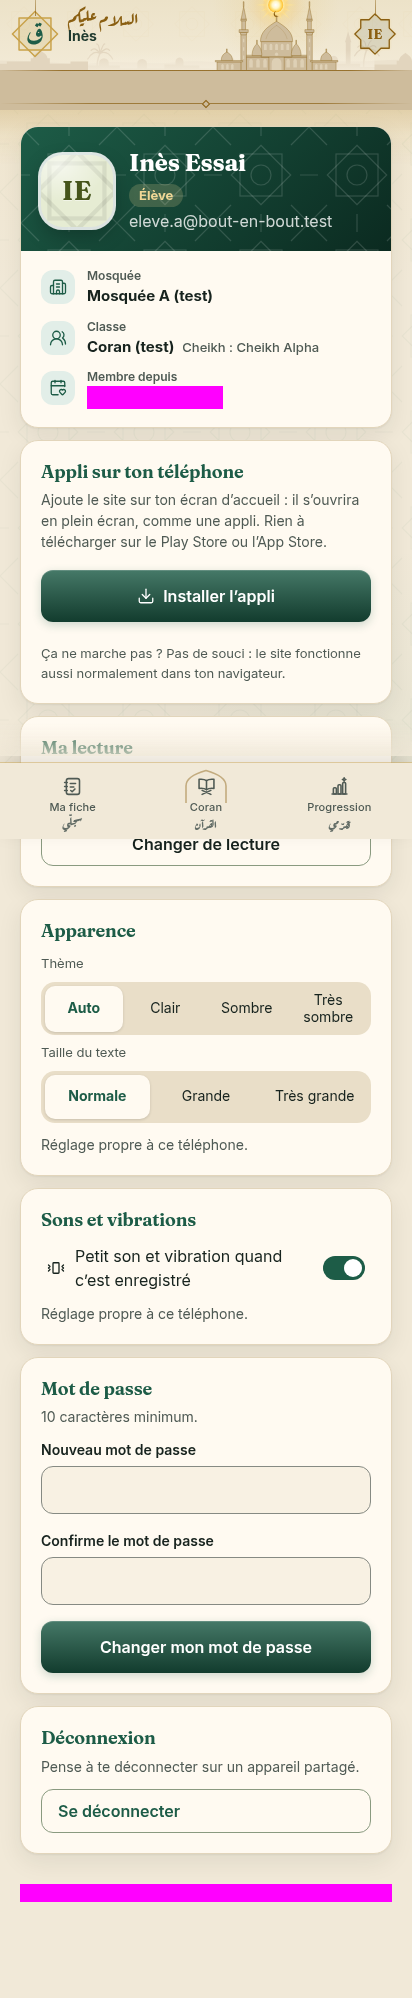 ق
السلام عليكم
Inès
IE
IE
Inès Essai
Élève
eleve.a@bout-en-bout.test
Mosquée
Mosquée A (test)
Classe
Coran (test) Cheikh : Cheikh Alpha
Membre depuis
Appli sur ton téléphone
Ajoute le site sur ton écran d’accueil : il s’ouvrira
en plein écran, comme une appli. Rien à
télécharger sur le Play Store ou l’App Store.
Installer l’appli
Ça ne marche pas ? Pas de souci : le site fonctionne
aussi normalement dans ton navigateur.
Ma lecture
Ma fiche
Coran
Progression
سجلّي
القرآن
تقدّمي
Changer de lecture
Apparence
Thème
Auto
Clair
Sombre
Très
sombre
Taille du texte
Normale
Grande
Très grande
Réglage propre à ce téléphone.
Sons et vibrations
Petit son et vibration quand
c’est enregistré
Réglage propre à ce téléphone.
Mot de passe
10 caractères minimum.
Nouveau mot de passe
Confirme le mot de passe
Changer mon mot de passe
Déconnexion
Pense à te déconnecter sur un appareil partagé.
Se déconnecter